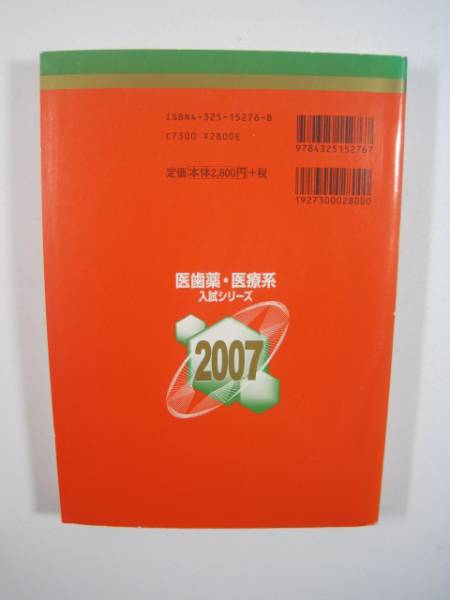 ISBN4-325-15276-8
C7300 ¥2800E
定価 本体2,800円+税
9784325152767
1927300028000
医歯薬・医療系
入試シリーズ
2007